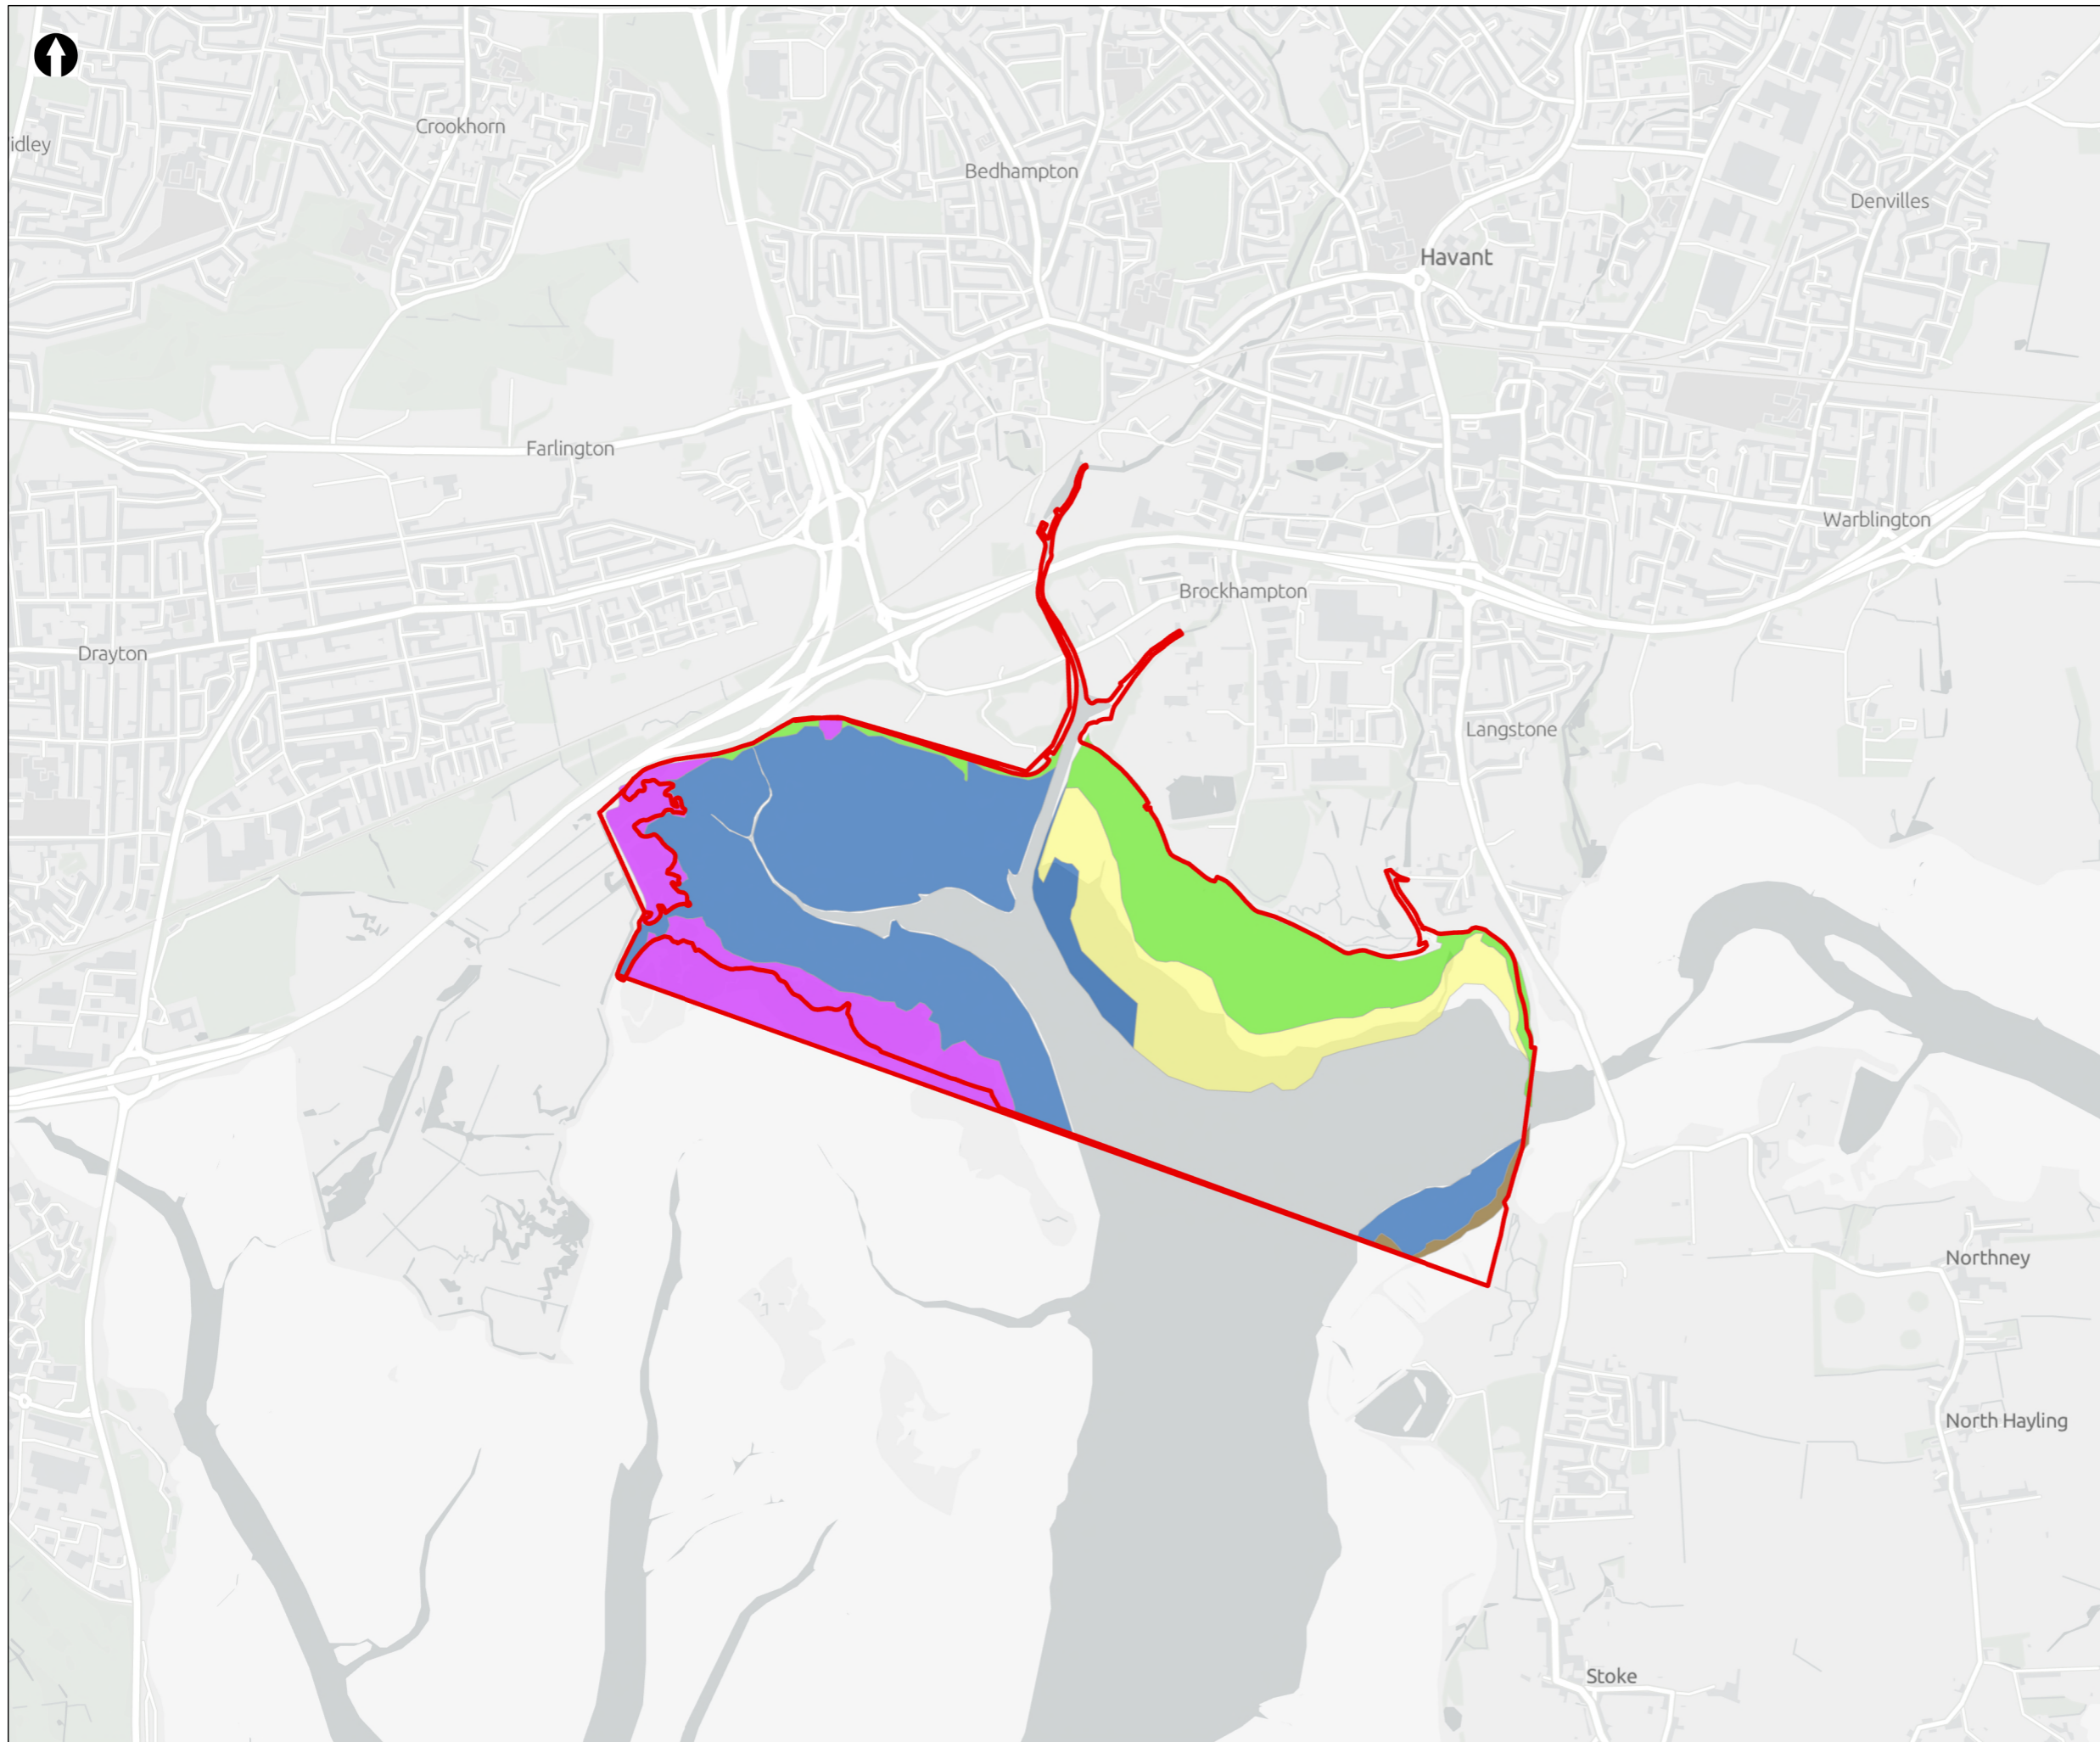 Crookhorn
idley
Bedhampton
Denvilles
Havant
Farlington
Warblington
Brockhampton
Drayton
Langstone
Northney
North Hayling
Stoke